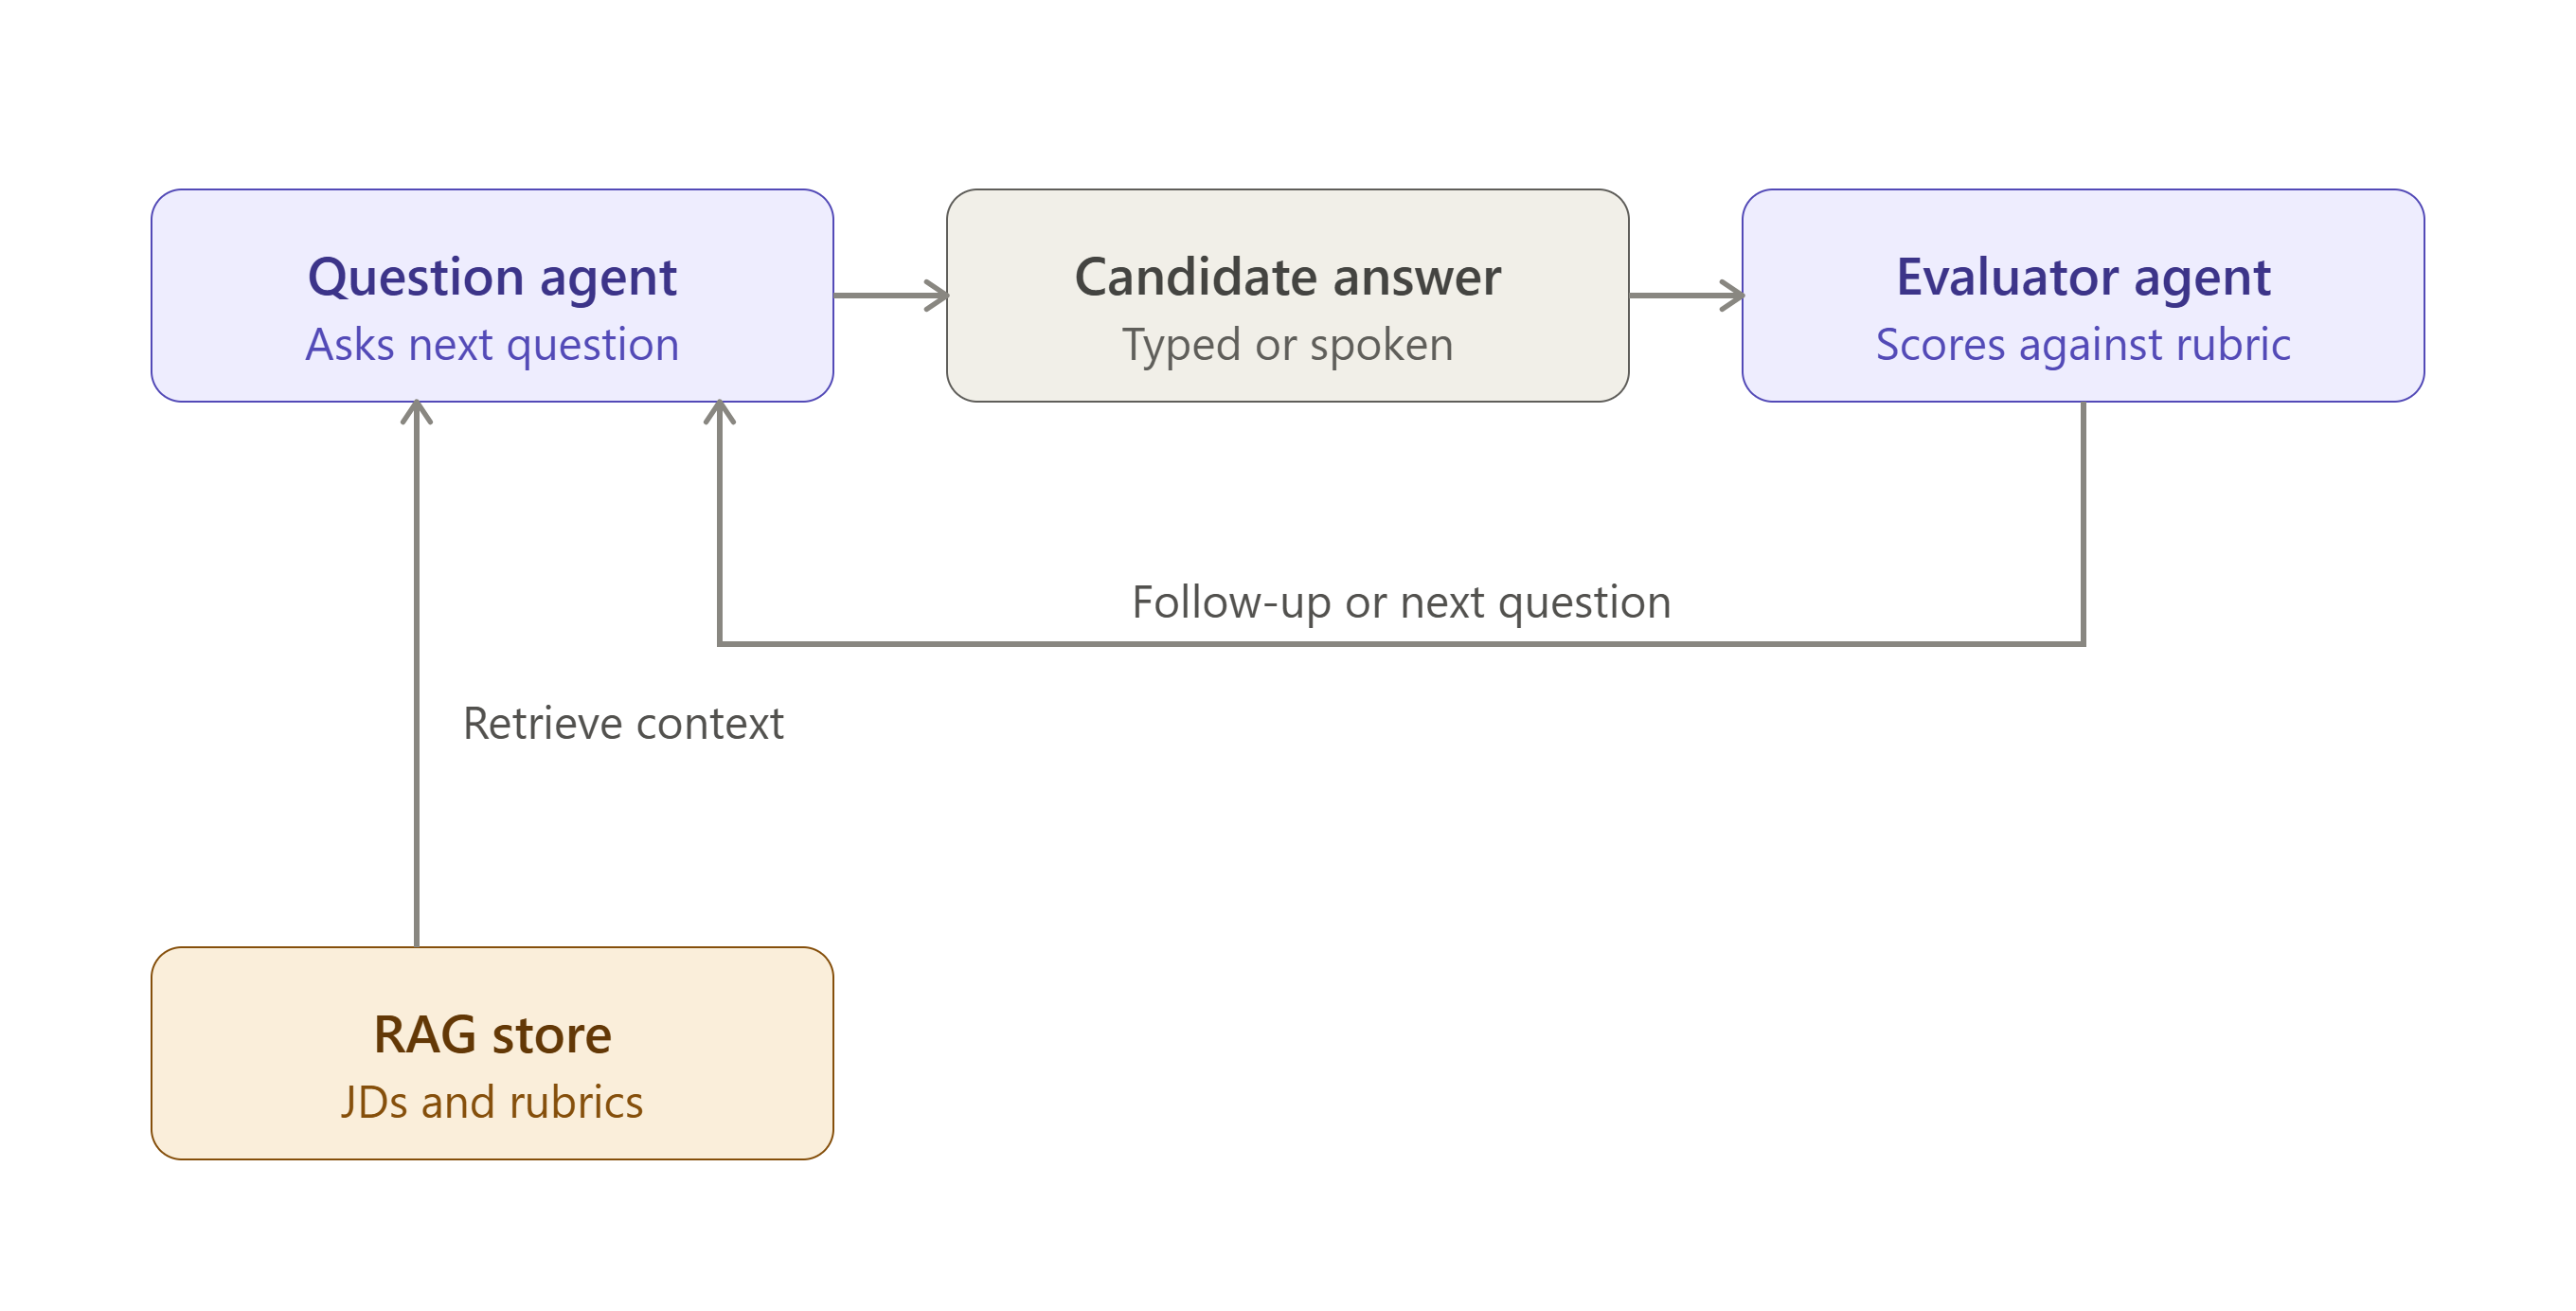 Question agent
Asks next question
Candidate answer
Typed or spoken
Evaluator agent
Scores against rubric
Follow-up or next question
Retrieve context
RAG store
JDs and rubrics